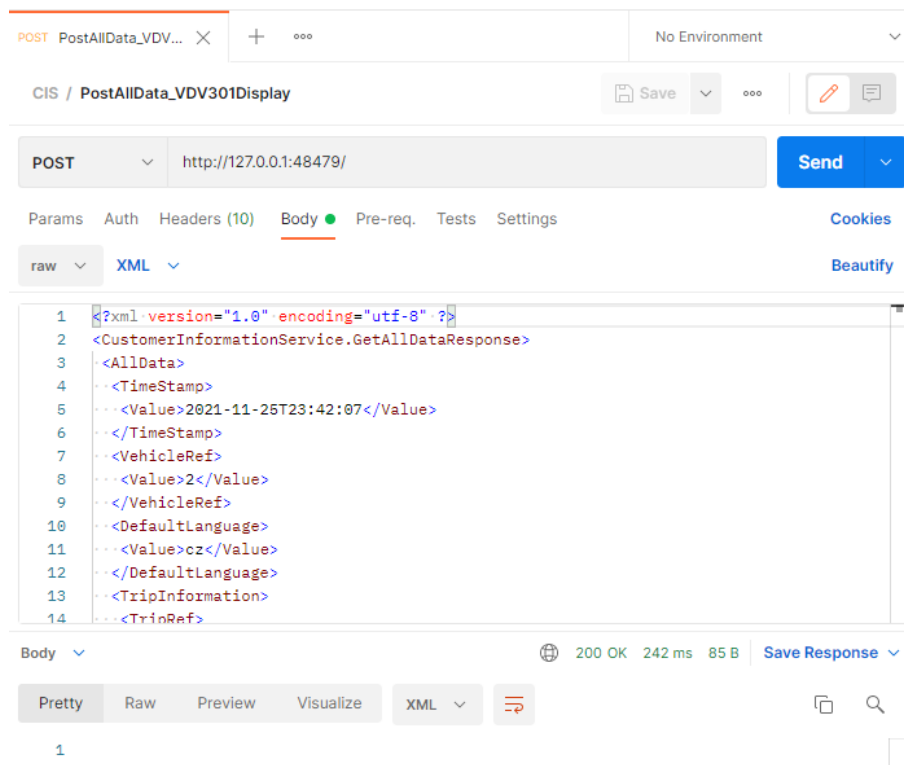 POST PostAllData_VDV... No Environment
CIS / PostAllData_VDV301Display Save
POST http://127.0.0.1:48479/ Send
Params Auth Headers (10) Body Pre-req. Tests Settings Cookies
raw XML Beautify
1 <?xml version="1.0" encoding="utf-8" ?>
2 <CustomerInformationService.GetAllDataResponse>
3 <AllData>
4 <TimeStamp>
5 <Value>2021-11-25T23:42:07</Value>
6 </TimeStamp>
7 <VehicleRef>
8 <Value>2</Value>
9 </VehicleRef>
10 <DefaultLanguage>
11 <Value>cz</Value>
12 </DefaultLanguage>
13 <TripInformation>
14 <TripRef>
Body 200 OK 242 ms 85 B Save Response
Pretty Raw Preview Visualize XML
1